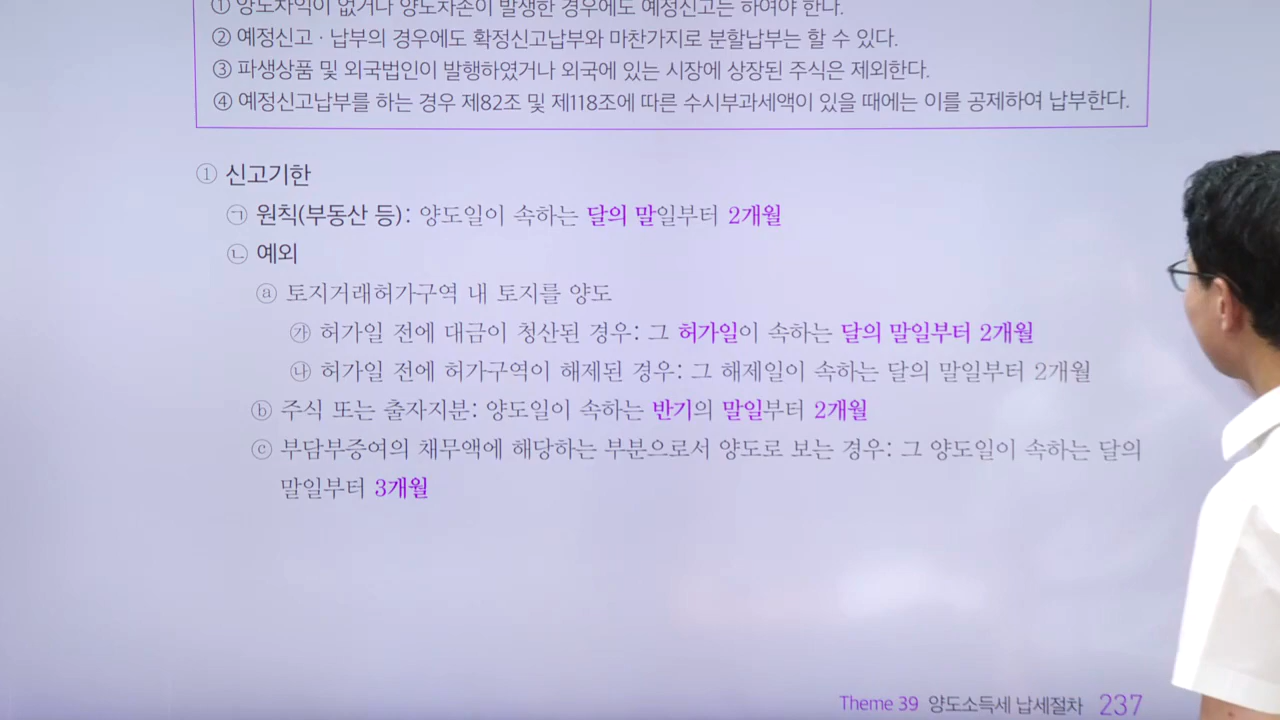 ① 양도차익이 없거나 양도차손이 발생한 경우에도 예정신고는 하여야 한다.
② 예정신고·납부의 경우에도 확정신고납부와 마찬가지로 분할납부는 할 수 있다.
③ 파생상품 및 외국법인이 발행하였거나 외국에 있는 시장에 상장된 주식은 제외한다.
④ 예정신고납부를 하는 경우 제82조 및 제118조에 따른 수시부과세액이 있을 때에는 이를 공제하여 납부한다.
① 신고기한
㉠ 원칙(부동산 등): 양도일이 속하는 달의 말일부터 2개월
㉡ 예외
ⓐ 토지거래허가구역 내 토지를 양도
㉮ 허가일 전에 대금이 청산된 경우: 그 허가일이 속하는 달의 말일부터 2개월
㉯ 허가일 전에 허가구역이 해제된 경우: 그 해제일이 속하는 달의 말일부터 2개월
ⓑ 주식 또는 출자지분: 양도일이 속하는 반기의 말일부터 2개월
ⓒ 부담부증여의 채무액에 해당하는 부분으로서 양도로 보는 경우: 그 양도일이 속하는 달의
말일부터 3개월
Theme 39 양도소득세 납세절차 237